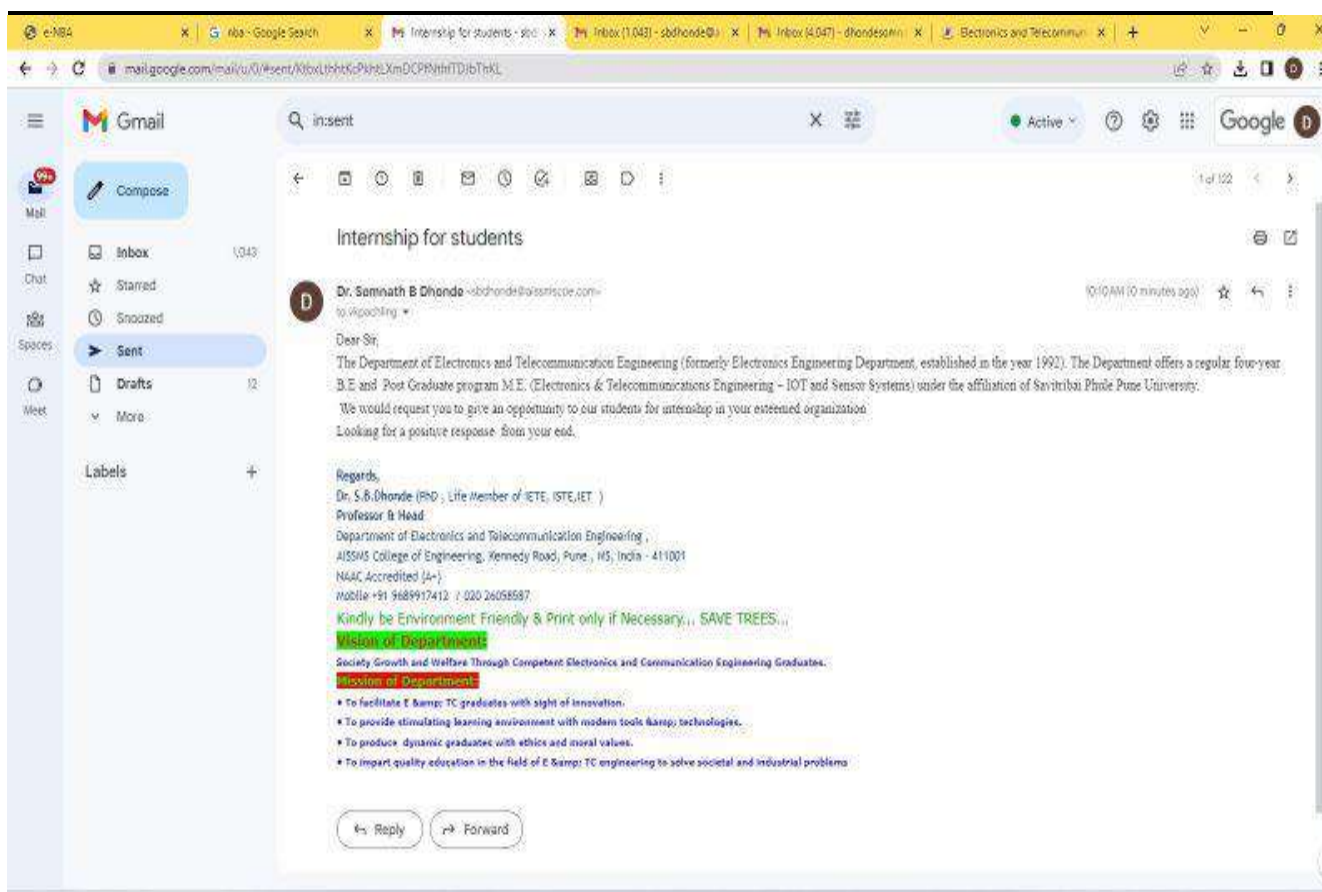 e-NBA
nba - Google Search
Internship for students - sbd
Inbox (1,043) - sbdhonde@a
Inbox (4,047) - dhondesomn
Electronics and Telecommun
mail.google.com/mail/u/0/#sent/
Gmail
in:sent
Active
Google
D
99+
Mail
Compose
1 of 122
Chat
Spaces
Meet
Inbox 1,043
Starred
Snoozed
Sent
Drafts 12
More
Labels
Internship for students
D
Dr. Somnath B Dhonde <sbdhonde@aissmscoe.com>
10:10 AM (0 minutes ago)
to
Dear Sir,
The Department of Electronics and Telecommunication Engineering (formerly Electronics Engineering Department, established in the year 1992). The Department offers a regular four-year
B.E and Post Graduate program M.E. (Electronics & Telecommunications Engineering – IOT and Sensor Systems) under the affiliation of Savitribai Phule Pune University.
We would request you to give an opportunity to our students for internship in your esteemed organization
Looking for a positive response from your end.
Regards,
Dr. S.B.Dhonde (PhD , Life Member of IETE, ISTE,IET )
Professor & Head
Department of Electronics and Telecommunication Engineering ,
AISSMS College of Engineering, Kennedy Road, Pune , MS, India - 411001
NAAC Accredited (A+)
mobile +91 9689917412 / 020 26058587
Kindly be Environment Friendly & Print only if Necessary... SAVE TREES...
Vision of Department:
Society Growth and Welfare Through Competent Electronics and Communication Engineering Graduates.
Mission of Department:
• To facilitate E &amp; TC graduates with sight of innovation.
• To provide stimulating learning environment with modern tools &amp; technologies.
• To produce dynamic graduates with ethics and moral values.
• To impart quality education in the field of E &amp; TC engineering to solve societal and industrial problems
Reply
Forward